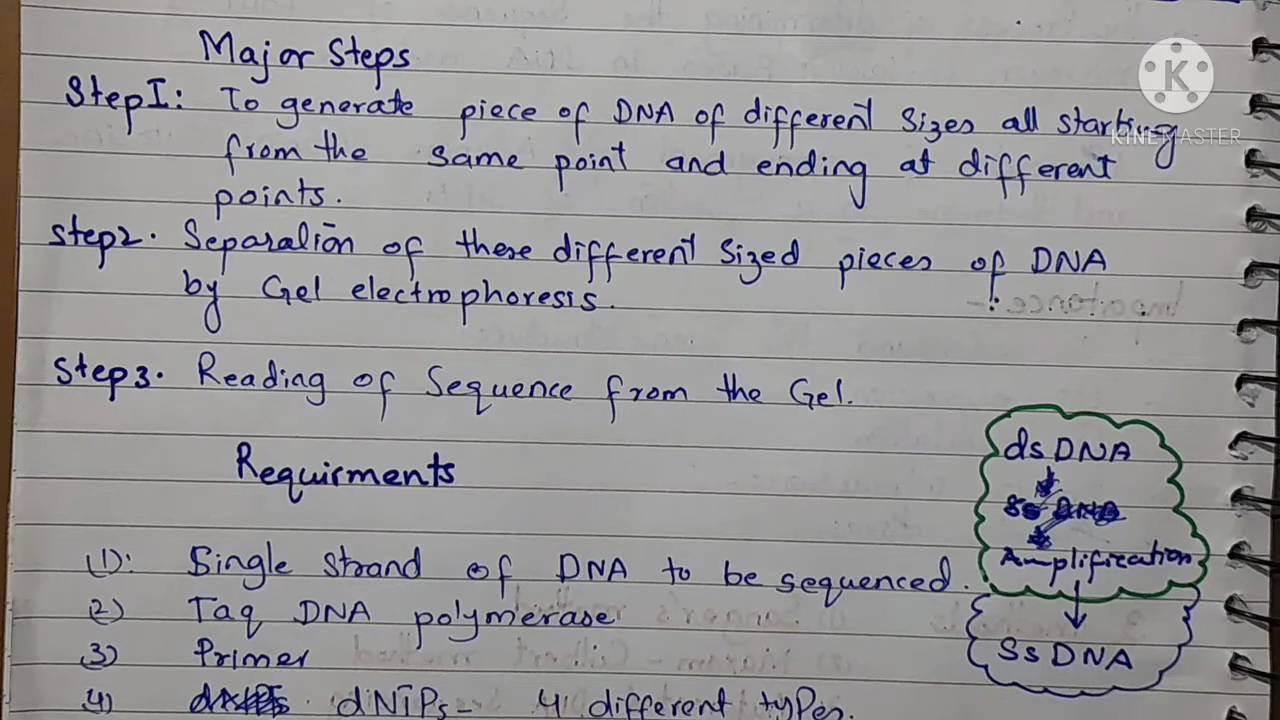 Major Steps
Step I: To generate piece of DNA of different Sizes all starting
from the same point and ending at different
points.
Step 2. Separation of these different Sized pieces of DNA
by Gel electrophoresis.
Step 3. Reading of Sequence from the Gel.
Requirments
(1): Single strand of DNA to be sequenced.
2) Taq DNA polymerase
3) Primer
4) dNTPs - 4 different types.
dsDNA
Amplification
SsDNA
K
KINEMASTER